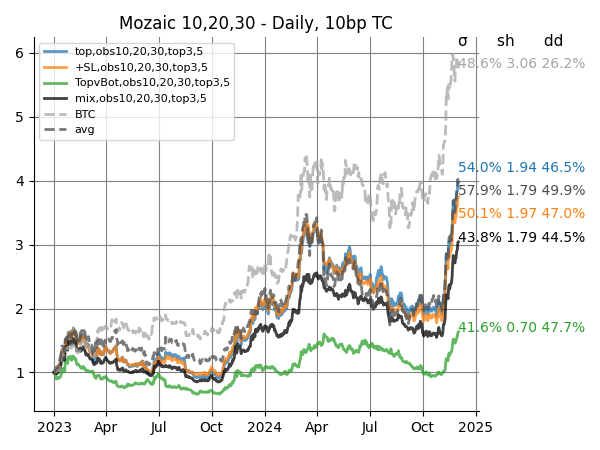 Mozaic 10,20,30 - Daily, 10bp TC
σ sh dd
top,obs10,20,30,top3,5
+SL,obs10,20,30,top3,5
TopvBot,obs10,20,30,top3,5
mix,obs10,20,30,top3,5
BTC
avg
48.6% 3.06 26.2%
54.0% 1.94 46.5%
57.9% 1.79 49.9%
50.1% 1.97 47.0%
43.8% 1.79 44.5%
41.6% 0.70 47.7%
6
5
4
3
2
1
2023 Apr Jul Oct 2024 Apr Jul Oct 2025